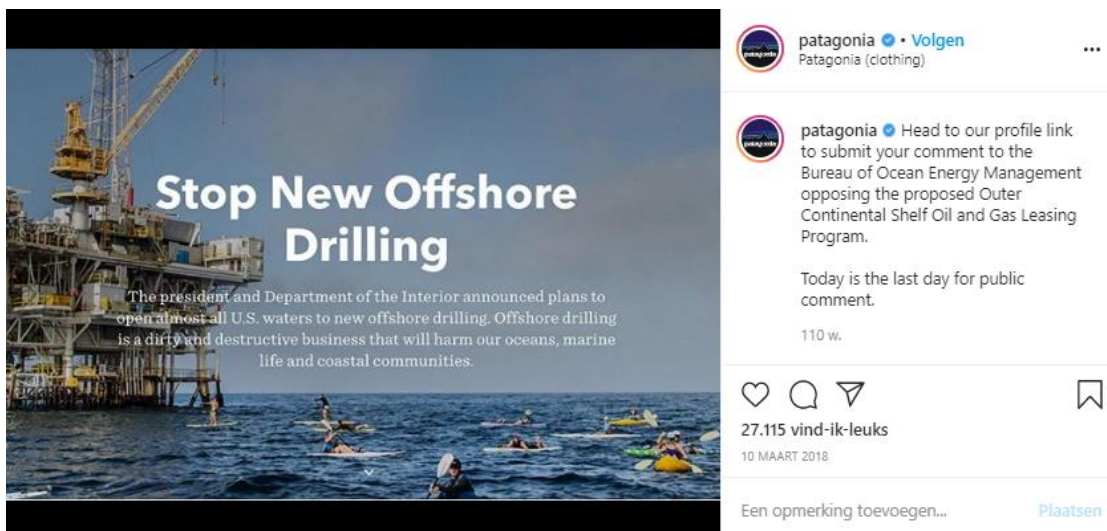 Stop New Offshore
Drilling
The president and Department of the Interior announced plans to
open almost all U.S. waters to new offshore drilling. Offshore drilling
is a dirty and destructive business that will harm our oceans, marine
life and coastal communities.
patagonia • Volgen
Patagonia (clothing)
patagonia
patagonia Head to our profile link
to submit your comment to the
Bureau of Ocean Energy Management
opposing the proposed Outer
Continental Shelf Oil and Gas Leasing
Program.
Today is the last day for public
comment.
110 w.
patagonia
27.115 vind-ik-leuks
10 MAART 2018
Een opmerking toevoegen... Plaatsen